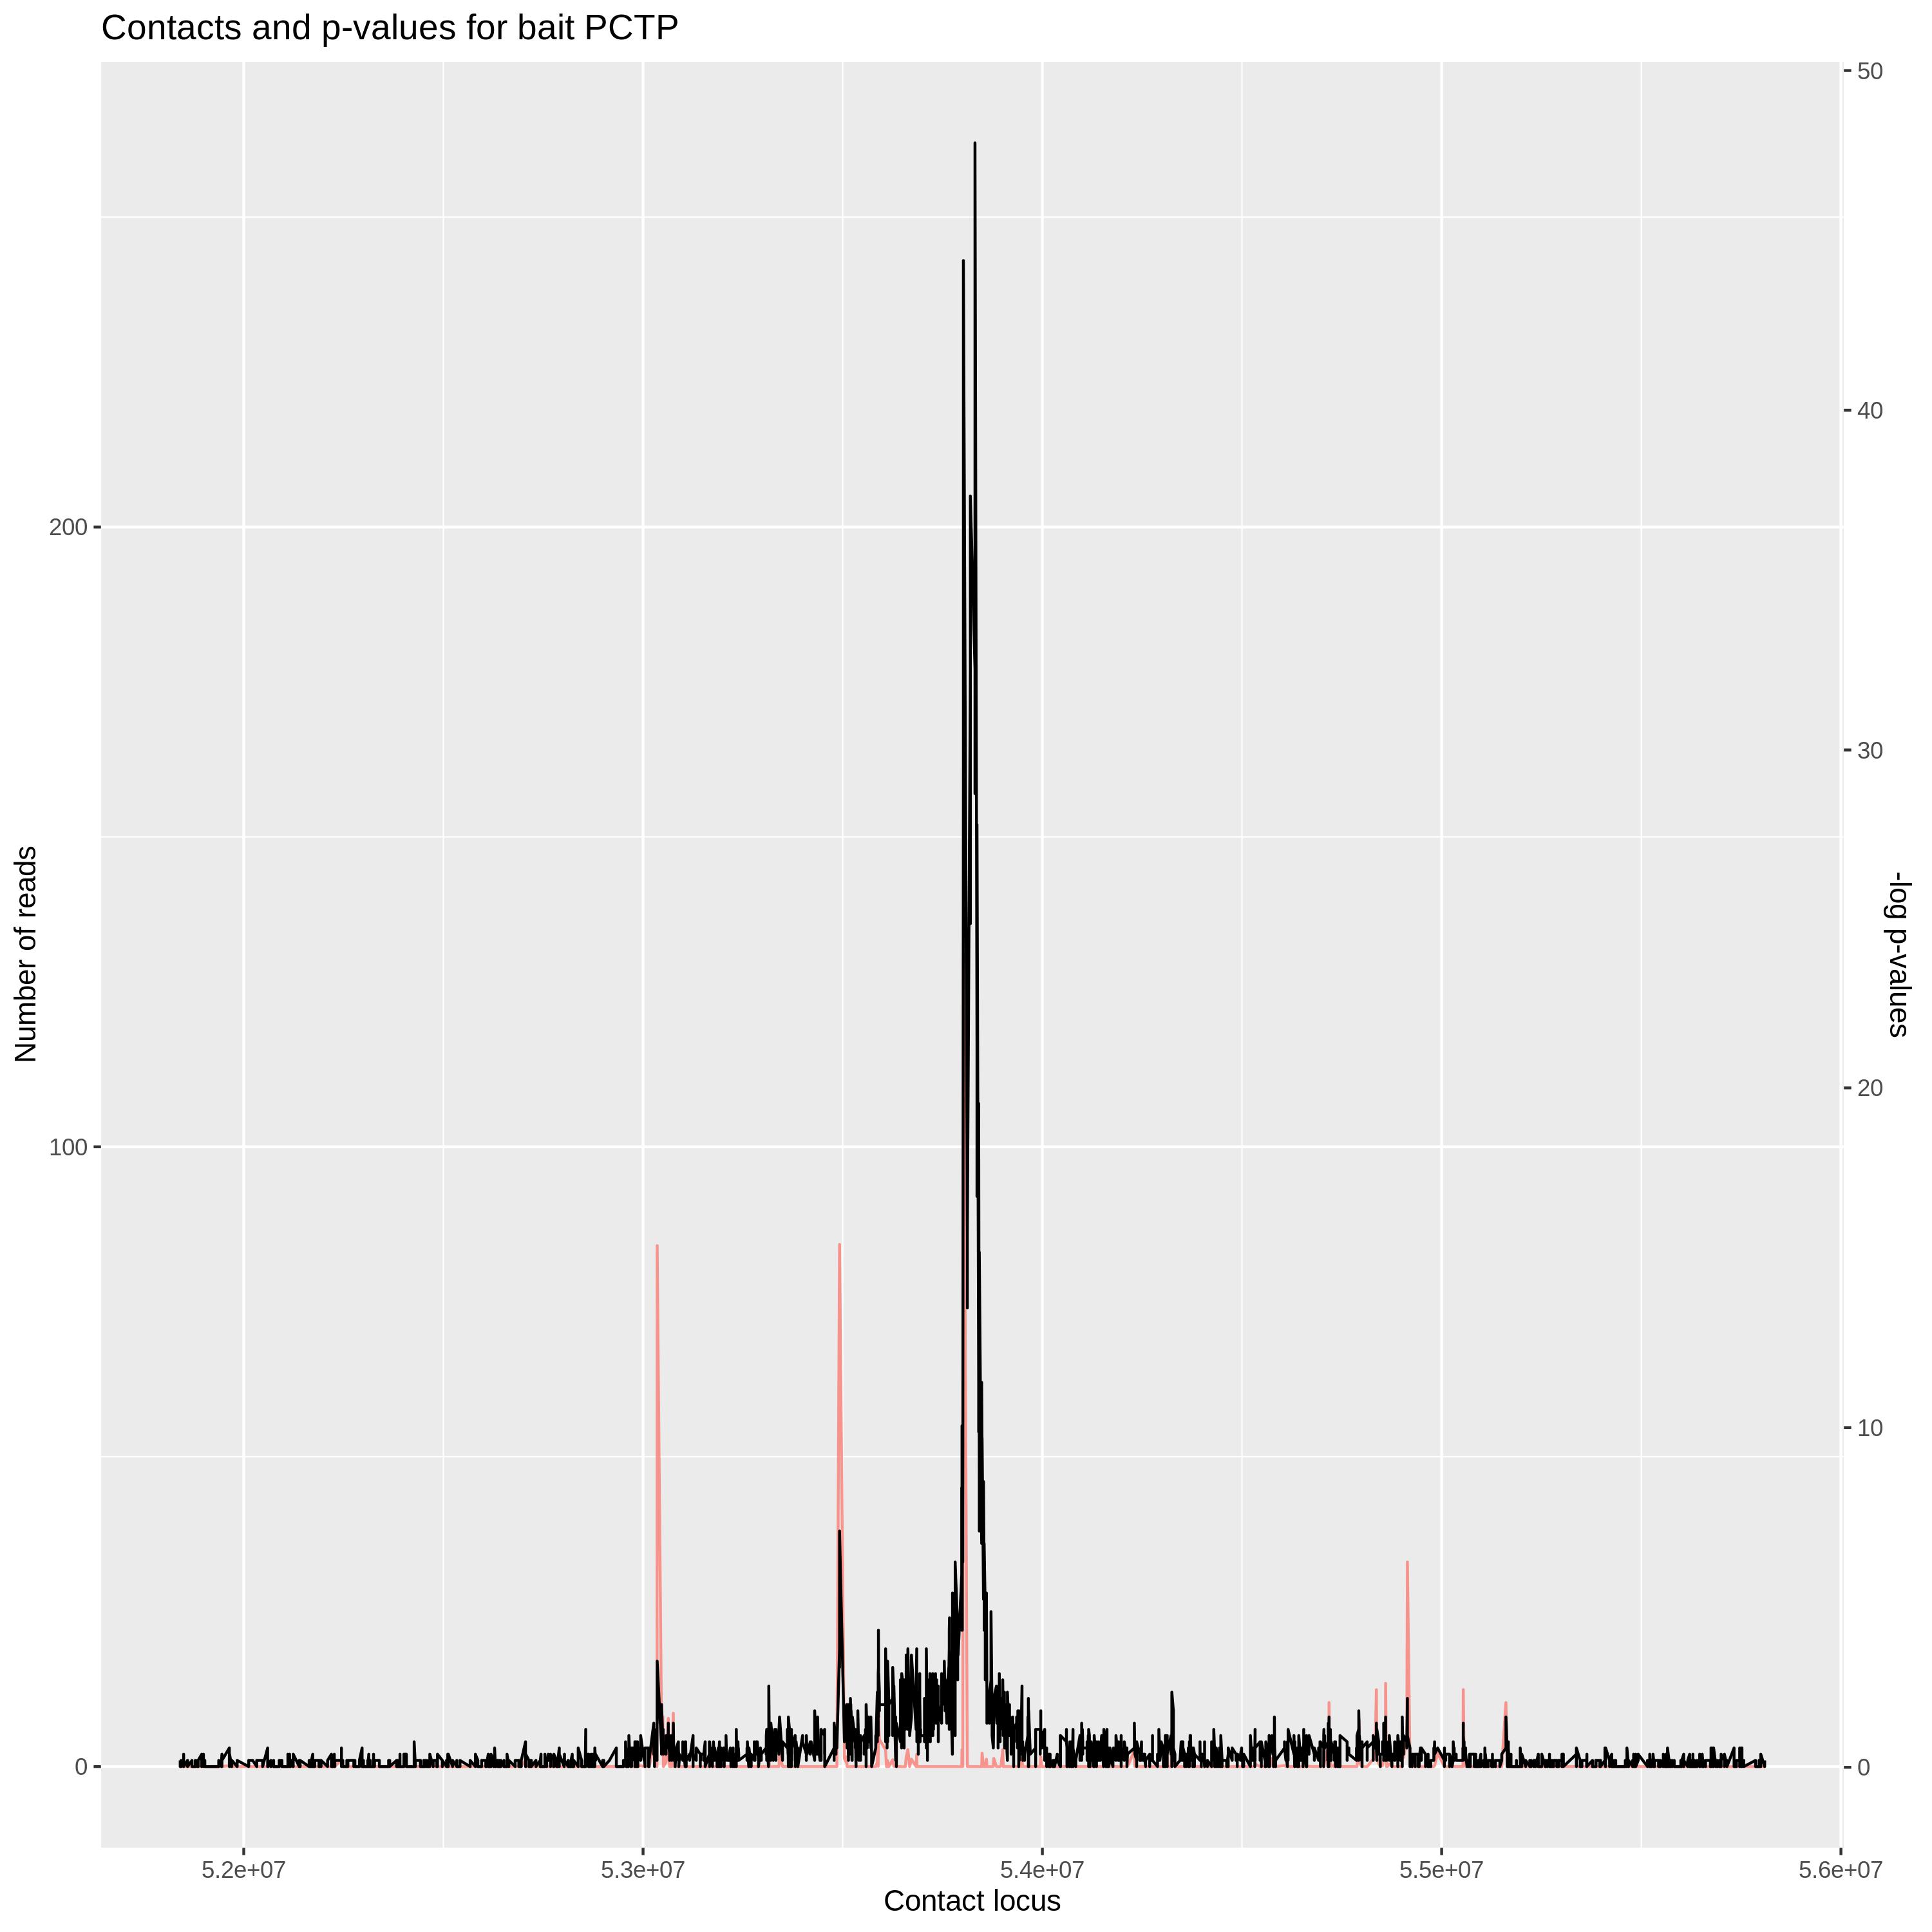 Contacts and p-values for bait PCTP
50
40
200
30
Number of reads
-log p-values
20
100
10
0
0
5.2e+07
5.3e+07
5.4e+07
5.5e+07
5.6e+07
Contact locus